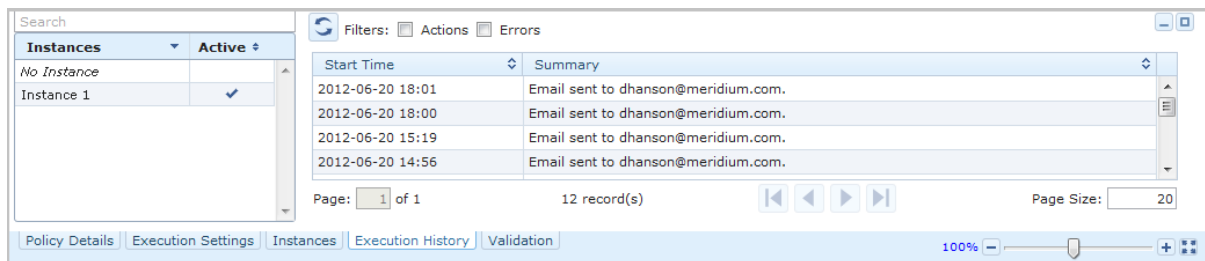 Search
Instances Active
No Instance
Instance 1
Filters: Actions Errors
Start Time Summary
2012-06-20 18:01 Email sent to dhanson@meridium.com.
2012-06-20 18:00 Email sent to dhanson@meridium.com.
2012-06-20 15:19 Email sent to dhanson@meridium.com.
2012-06-20 14:56 Email sent to dhanson@meridium.com.
Page: 1 of 1 12 record(s) Page Size: 20
Policy Details Execution Settings Instances Execution History Validation 100%